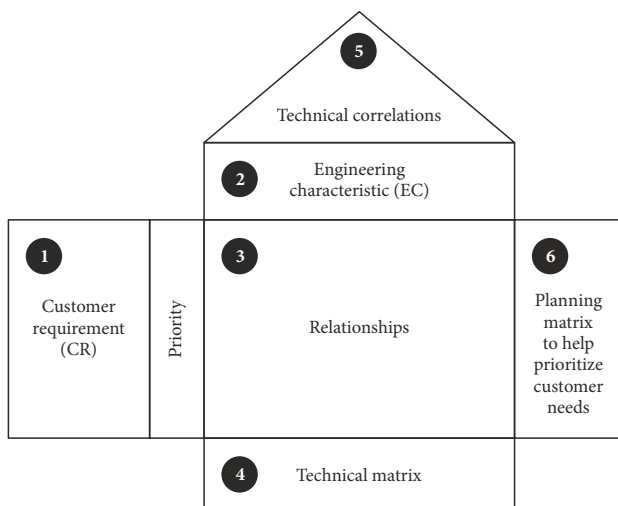 5
Technical correlations
2
Engineering
characteristic (EC)
1
Customer
requirement
(CR)
Priority
3
Relationships
6
Planning
matrix
to help
prioritize
customer
needs
4
Technical matrix